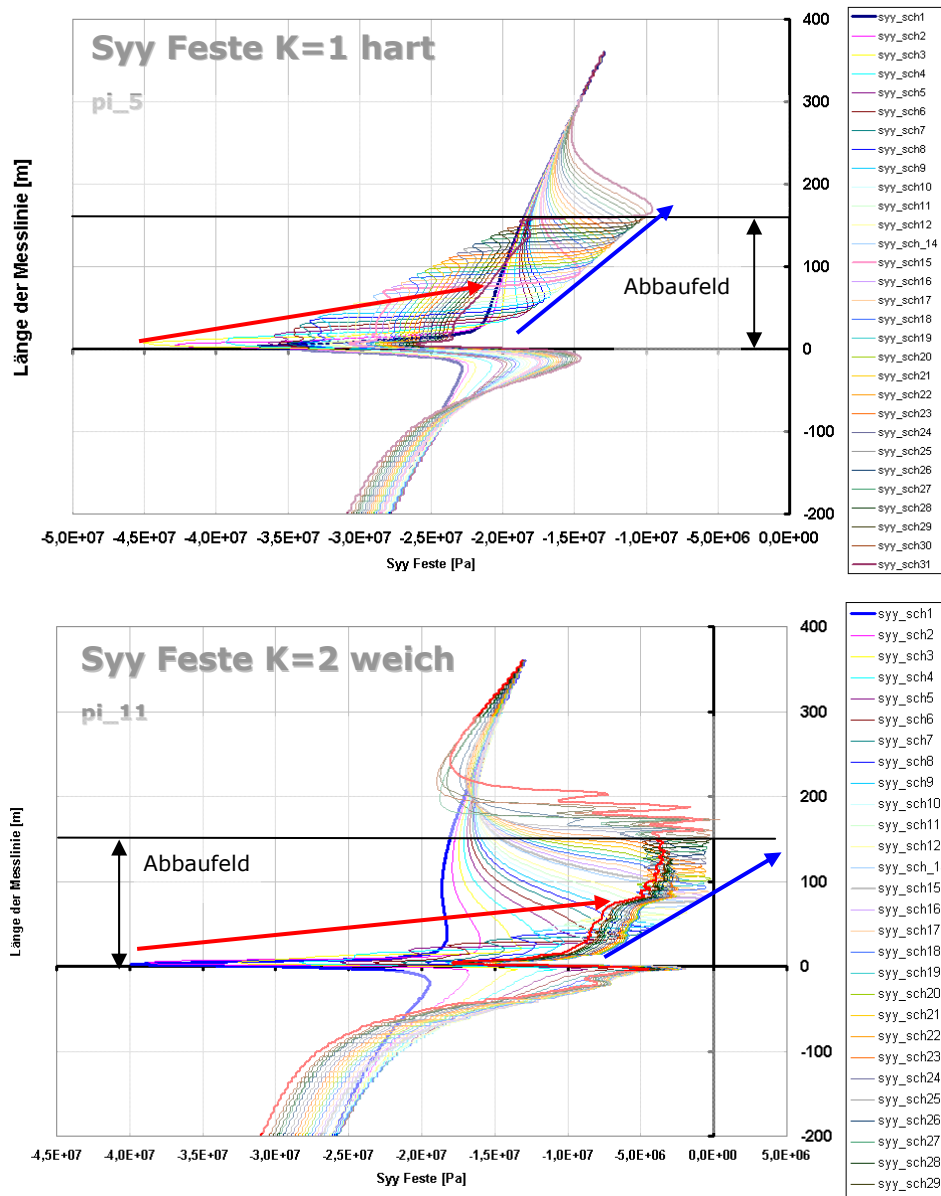 Syy Feste K=1 hart
pi_5
Länge der Messlinie [m]
400
300
200
100
0
-100
-200
Abbaufeld
-5,0E+07
-4,5E+07
-4,0E+07
-3,5E+07
-3,0E+07
-2,5E+07
-2,0E+07
-1,5E+07
-1,0E+07
-5,0E+06
0,0E+00
Syy Feste [Pa]
syy_sch1
syy_sch2
syy_sch3
syy_sch4
syy_sch5
syy_sch6
syy_sch7
syy_sch8
syy_sch9
syy_sch10
syy_sch11
syy_sch12
syy_sch_14
syy_sch15
syy_sch16
syy_sch17
syy_sch18
syy_sch19
syy_sch20
syy_sch21
syy_sch22
syy_sch23
syy_sch24
syy_sch25
syy_sch26
syy_sch27
syy_sch28
syy_sch29
syy_sch30
syy_sch31
Syy Feste K=2 weich
pi_11
Länge der Messlinie [m]
400
300
200
100
0
-100
-200
Abbaufeld
-4,5E+07
-4,0E+07
-3,5E+07
-3,0E+07
-2,5E+07
-2,0E+07
-1,5E+07
-1,0E+07
-5,0E+06
0,0E+00
5,0E+06
Syy Feste [Pa]
syy_sch1
syy_sch2
syy_sch3
syy_sch4
syy_sch5
syy_sch6
syy_sch7
syy_sch8
syy_sch9
syy_sch10
syy_sch11
syy_sch12
syy_sch_1
syy_sch15
syy_sch16
syy_sch17
syy_sch18
syy_sch19
syy_sch20
syy_sch21
syy_sch22
syy_sch23
syy_sch24
syy_sch25
syy_sch26
syy_sch27
syy_sch28
syy_sch29